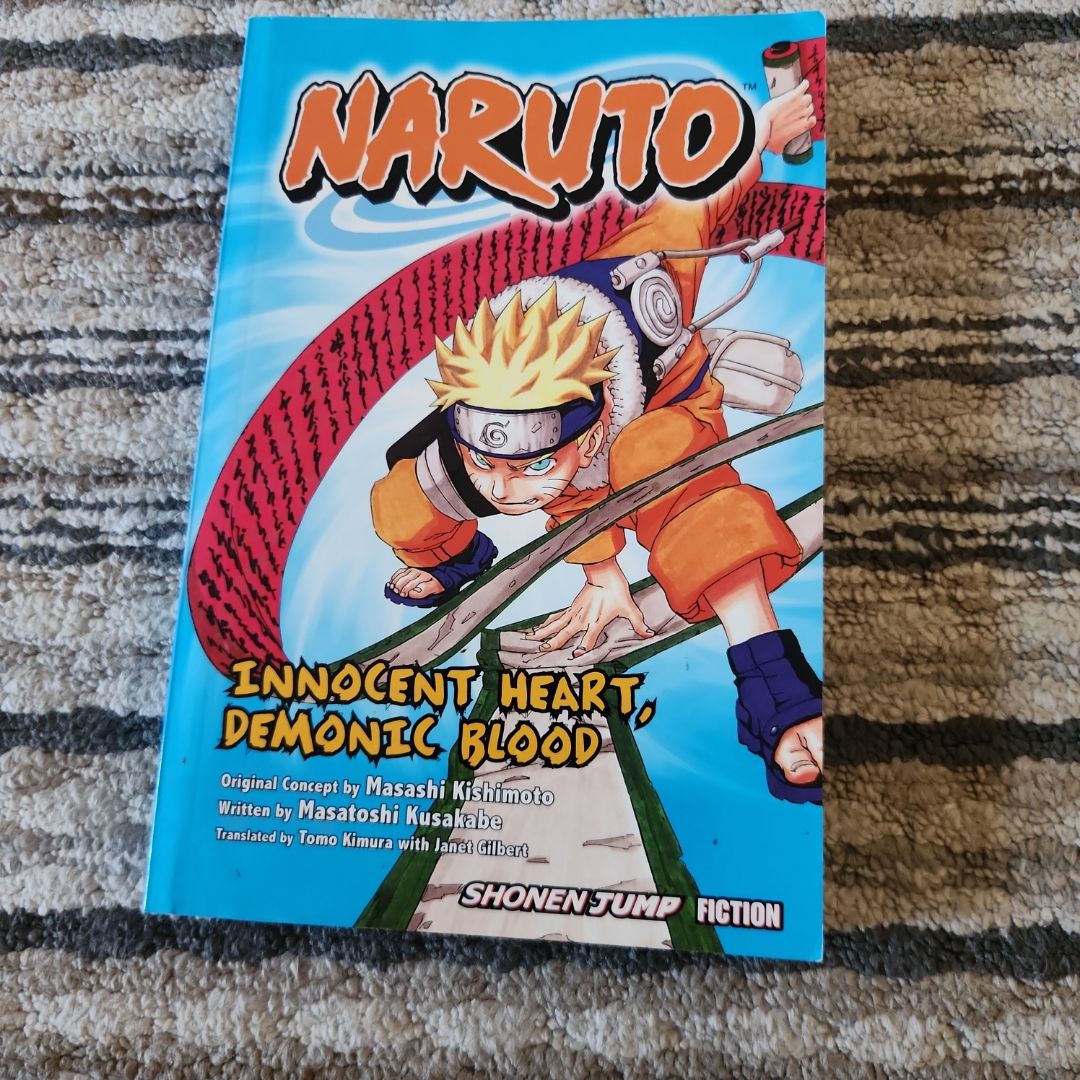 NARUTO™
INNOCENT HEART,
DEMONIC BLOOD
Original Concept by Masashi Kishimoto
Written by Masatoshi Kusakabe
Translated by Tomo Kimura with Janet Gilbert
SHONEN JUMP FICTION